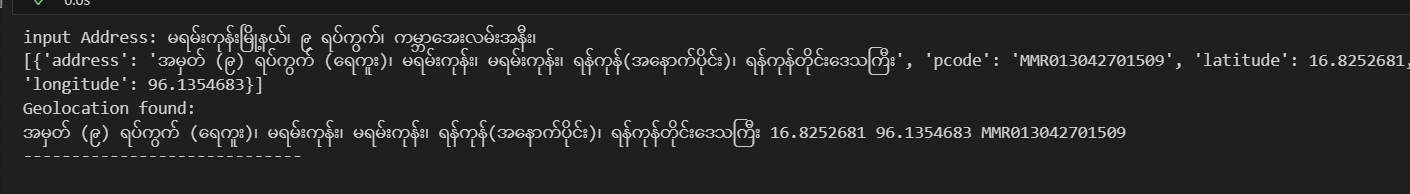 0.0s
input Address: မရမ်းကုန်းမြို့နယ်၊ ၉ ရပ်ကွက်၊ ကမ္ဘာအေးလမ်းအနီး၊
[{'address': 'အမှတ် (၉) ရပ်ကွက် (ရေကူး)၊ မရမ်းကုန်း၊ မရမ်းကုန်း၊ ရန်ကုန်(အနောက်ပိုင်း)၊ ရန်ကုန်တိုင်းဒေသကြီး', 'pcode': 'MMR013042701509', 'latitude': 16.8252681,
'longitude': 96.1354683}]
Geolocation found:
အမှတ် (၉) ရပ်ကွက် (ရေကူး)၊ မရမ်းကုန်း၊ မရမ်းကုန်း၊ ရန်ကုန်(အနောက်ပိုင်း)၊ ရန်ကုန်တိုင်းဒေသကြီး 16.8252681 96.1354683 MMR013042701509
-----------------------------